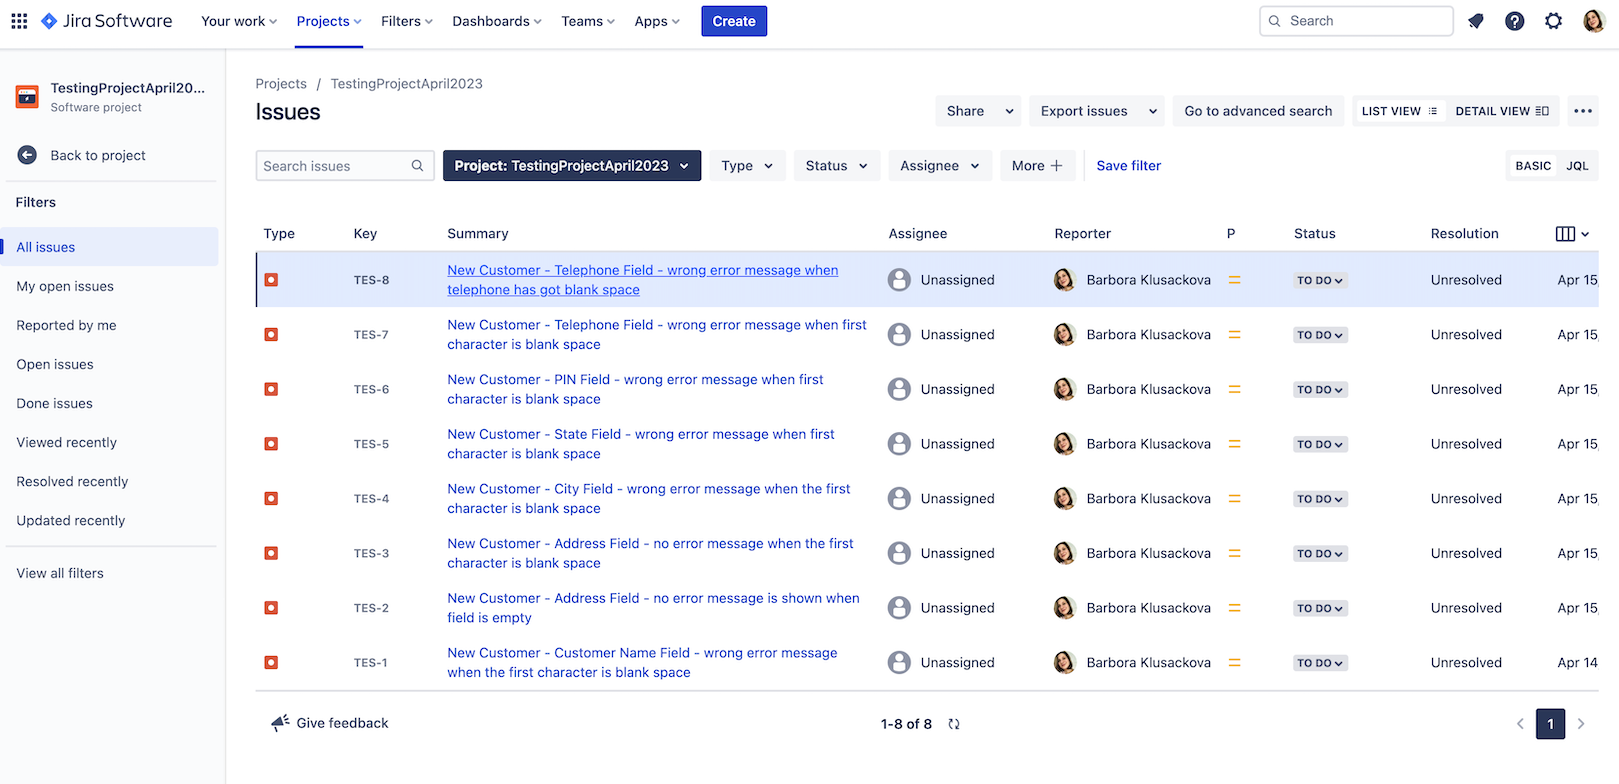 Jira Software Your work Projects Filters Dashboards Teams Apps Create Search
TestingProjectApril20...
Software project
Back to project
Filters
All issues
My open issues
Reported by me
Open issues
Done issues
Viewed recently
Resolved recently
Updated recently
View all filters
Projects / TestingProjectApril2023
Issues
Share Export issues Go to advanced search LIST VIEW DETAIL VIEW
Search issues Project: TestingProjectApril2023 Type Status Assignee More + Save filter BASIC JQL
Type Key Summary Assignee Reporter P Status Resolution
TES-8 New Customer - Telephone Field - wrong error message when Unassigned Barbora Klusackova TO DO Unresolved Apr 15,
telephone has got blank space
TES-7 New Customer - Telephone Field - wrong error message when first Unassigned Barbora Klusackova TO DO Unresolved Apr 15,
character is blank space
TES-6 New Customer - PIN Field - wrong error message when first Unassigned Barbora Klusackova TO DO Unresolved Apr 15,
character is blank space
TES-5 New Customer - State Field - wrong error message when first Unassigned Barbora Klusackova TO DO Unresolved Apr 15,
character is blank space
TES-4 New Customer - City Field - wrong error message when the first Unassigned Barbora Klusackova TO DO Unresolved Apr 15,
character is blank space
TES-3 New Customer - Address Field - no error message when the first Unassigned Barbora Klusackova TO DO Unresolved Apr 15,
character is blank space
TES-2 New Customer - Address Field - no error message is shown when Unassigned Barbora Klusackova TO DO Unresolved Apr 15,
field is empty
TES-1 New Customer - Customer Name Field - wrong error message Unassigned Barbora Klusackova TO DO Unresolved Apr 14
when the first character is blank space
Give feedback 1-8 of 8 1